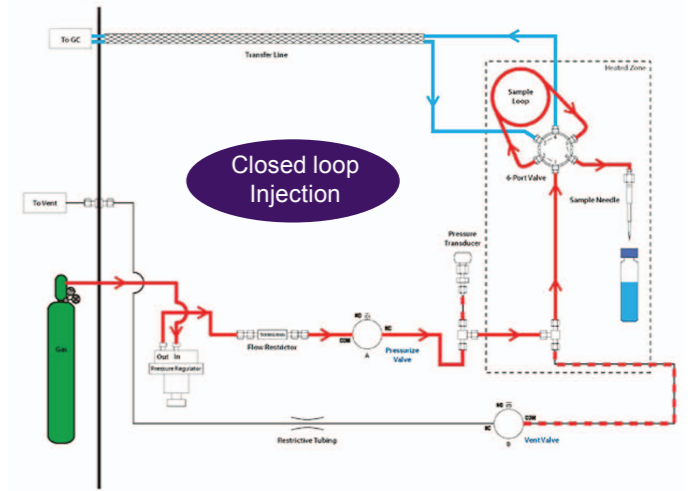 To GC
Transfer Line
Heated Zone
Sample
Loop
6-Port Valve
Sample Needle
Closed loop
Injection
To Vent
Pressure
Transducer
Gas
Out In
Pressure Regulator
Flow Restrictor
NO
COM
NC
A
Pressurize
Valve
Restrictive Tubing
NO
COM
NC
B
Vent Valve